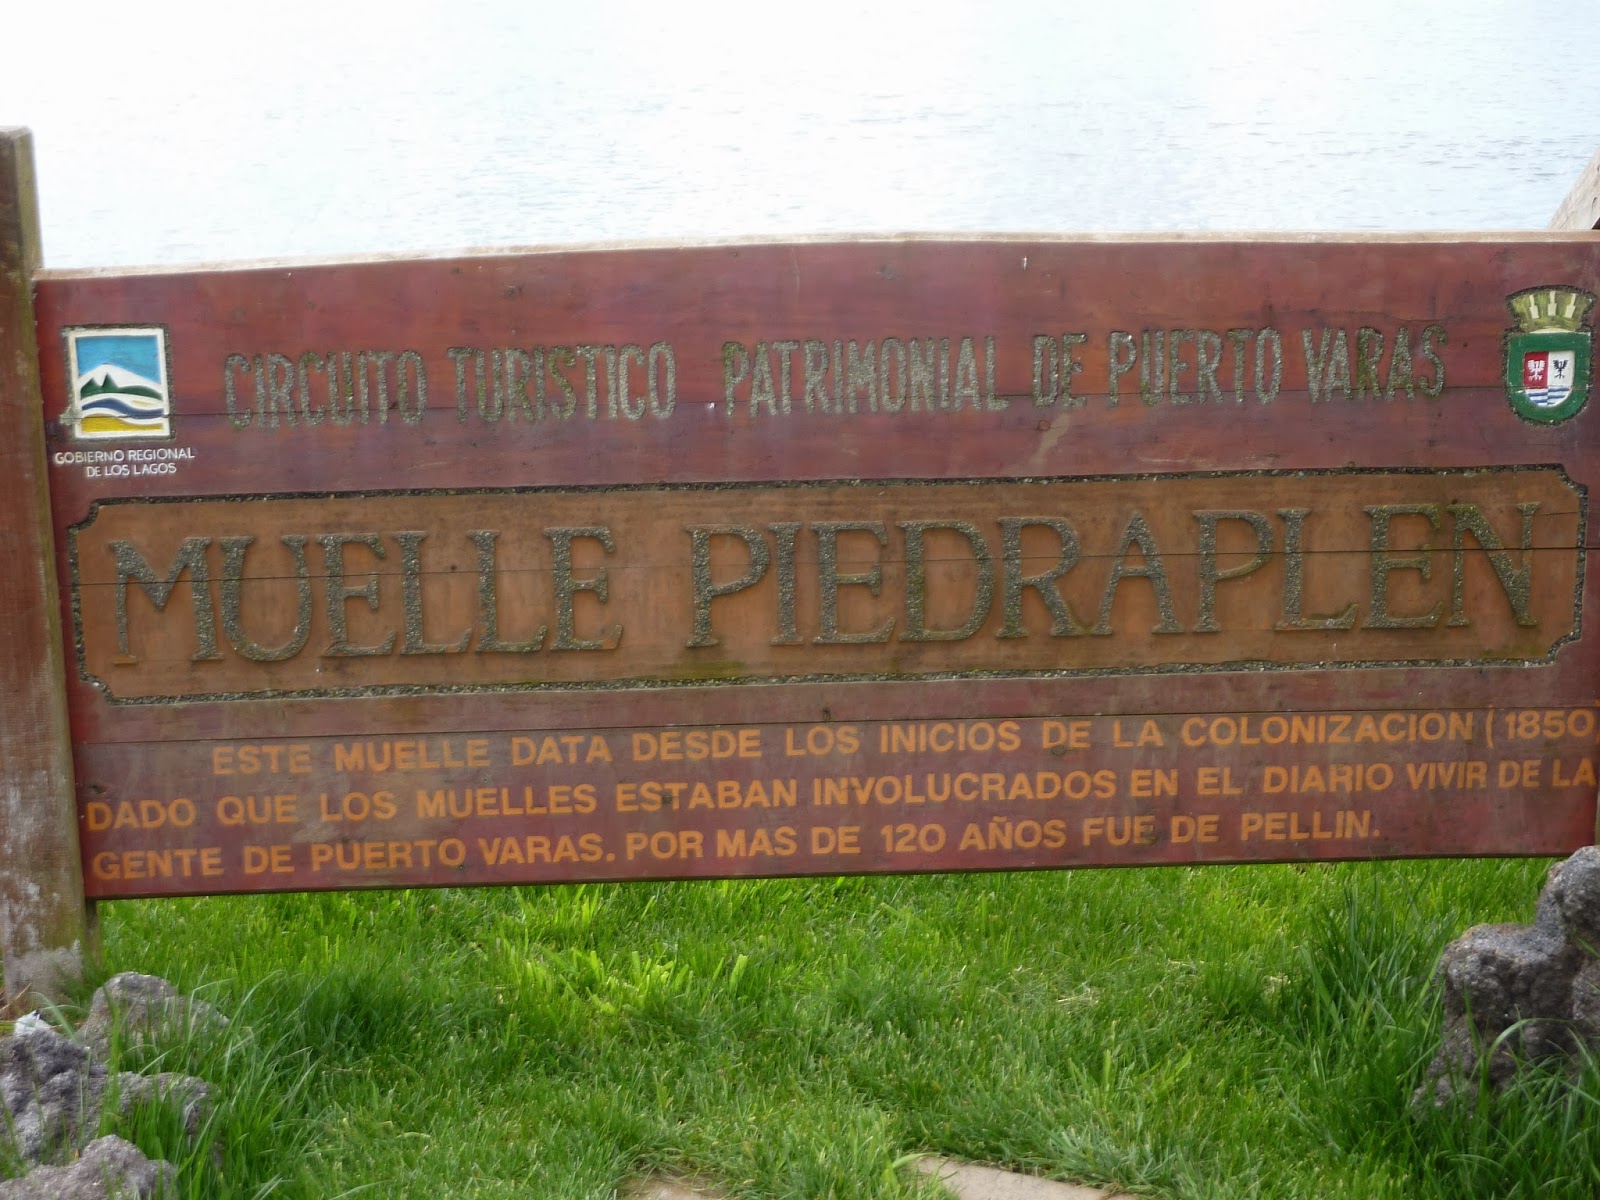 CIRCUITO TURISTICO PATRIMONIAL DE PUERTO VARAS
GOBIERNO REGIONAL
DE LOS LAGOS
MUELLE PIEDRAPLEN
ESTE MUELLE DATA DESDE LOS INICIOS DE LA COLONIZACION (1850)
DADO QUE LOS MUELLES ESTABAN INVOLUCRADOS EN EL DIARIO VIVIR DE LA
GENTE DE PUERTO VARAS. POR MAS DE 120 AÑOS FUE DE PELLIN.